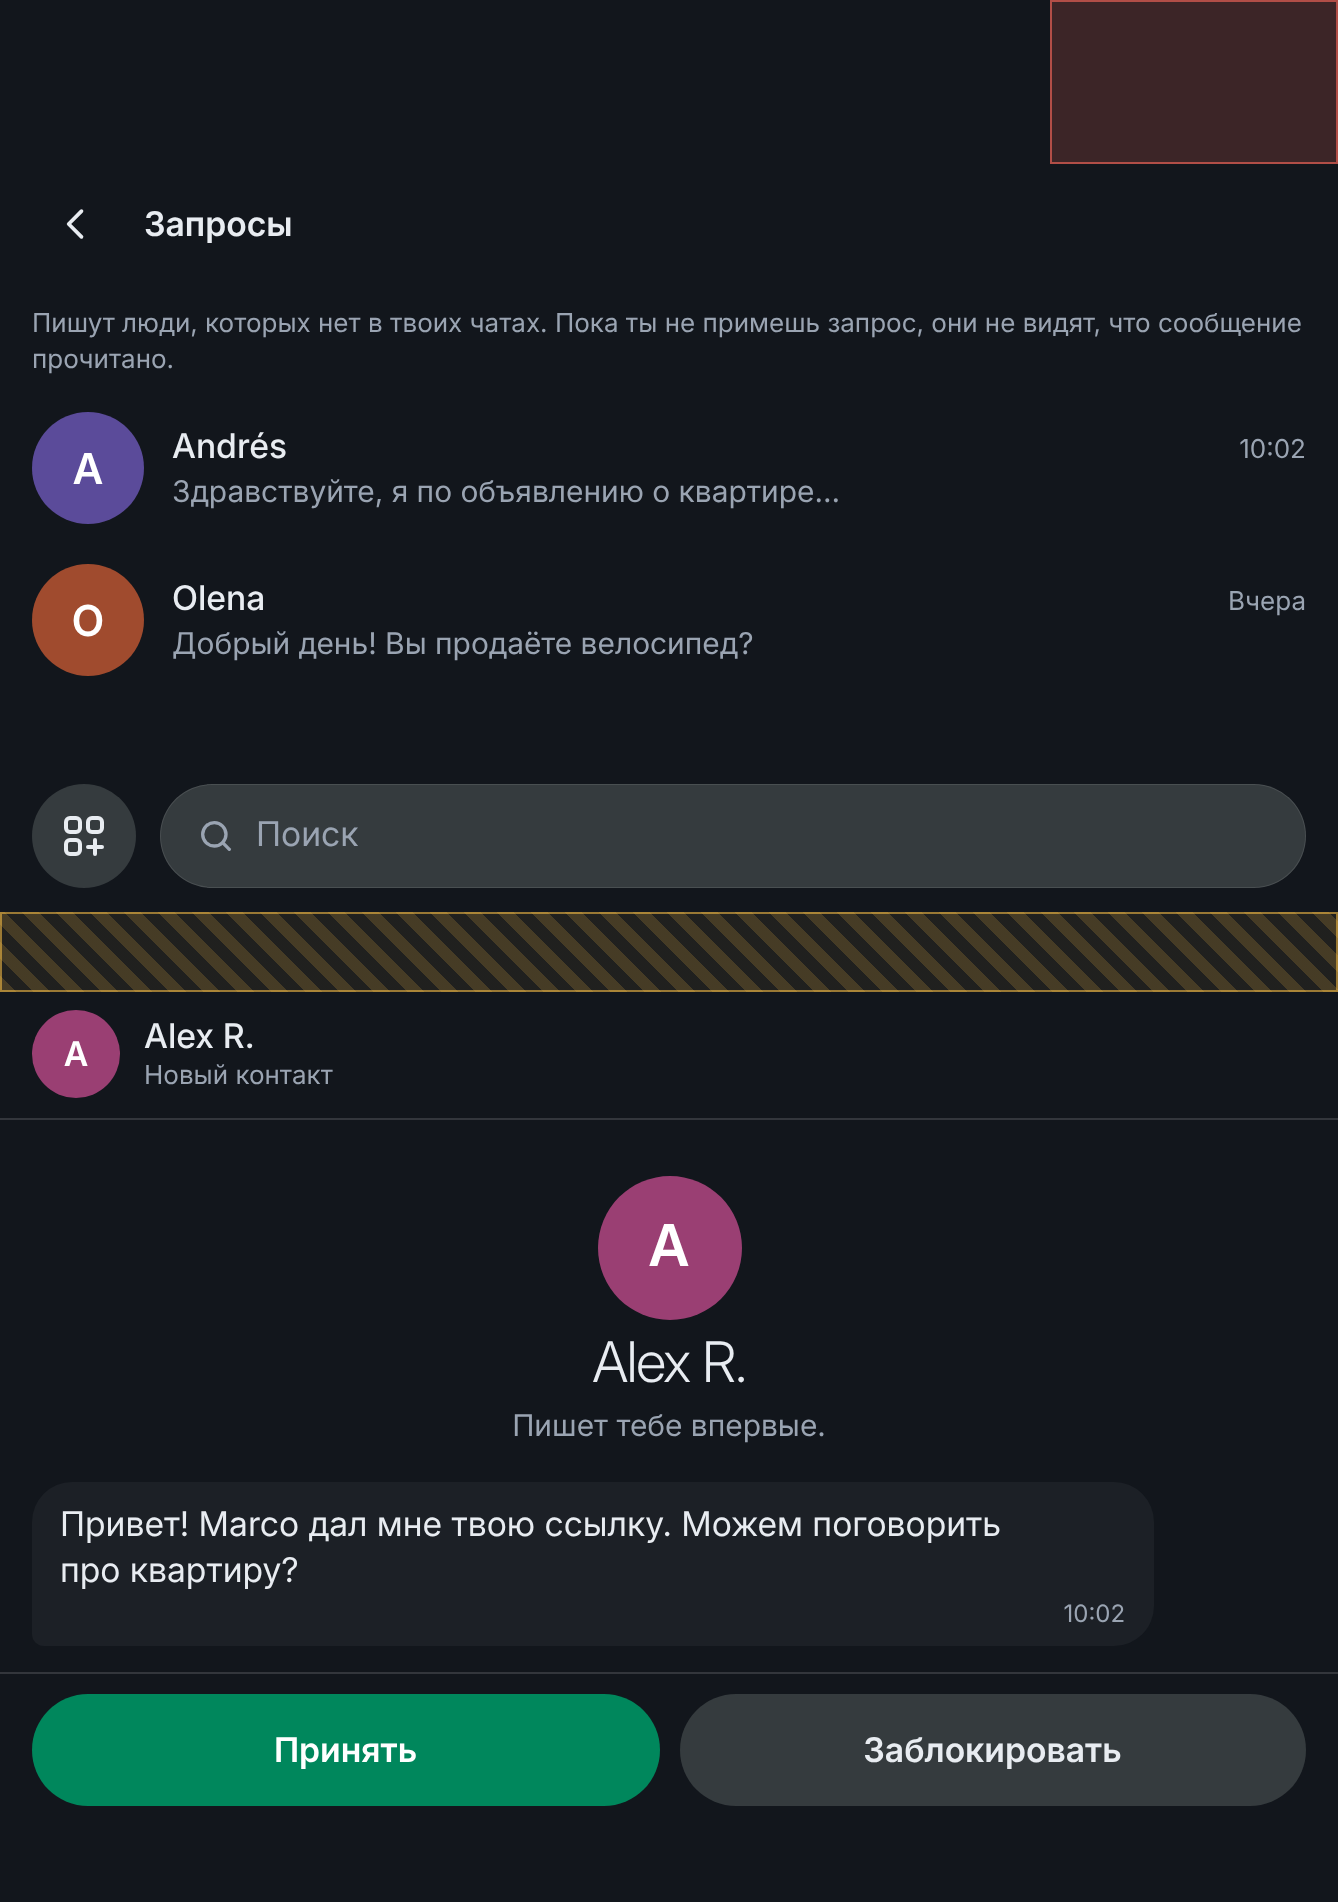 Запросы
Пишут люди, которых нет в твоих чатах. Пока ты не примешь запрос, они не видят, что сообщение
прочитано.
A
Andrés
10:02
Здравствуйте, я по объявлению о квартире...
O
Olena
Вчера
Добрый день! Вы продаёте велосипед?
Поиск
A
Alex R.
Новый контакт
A
Alex R.
Пишет тебе впервые.
Привет! Marco дал мне твою ссылку. Можем поговорить
про квартиру?
10:02
Принять
Заблокировать